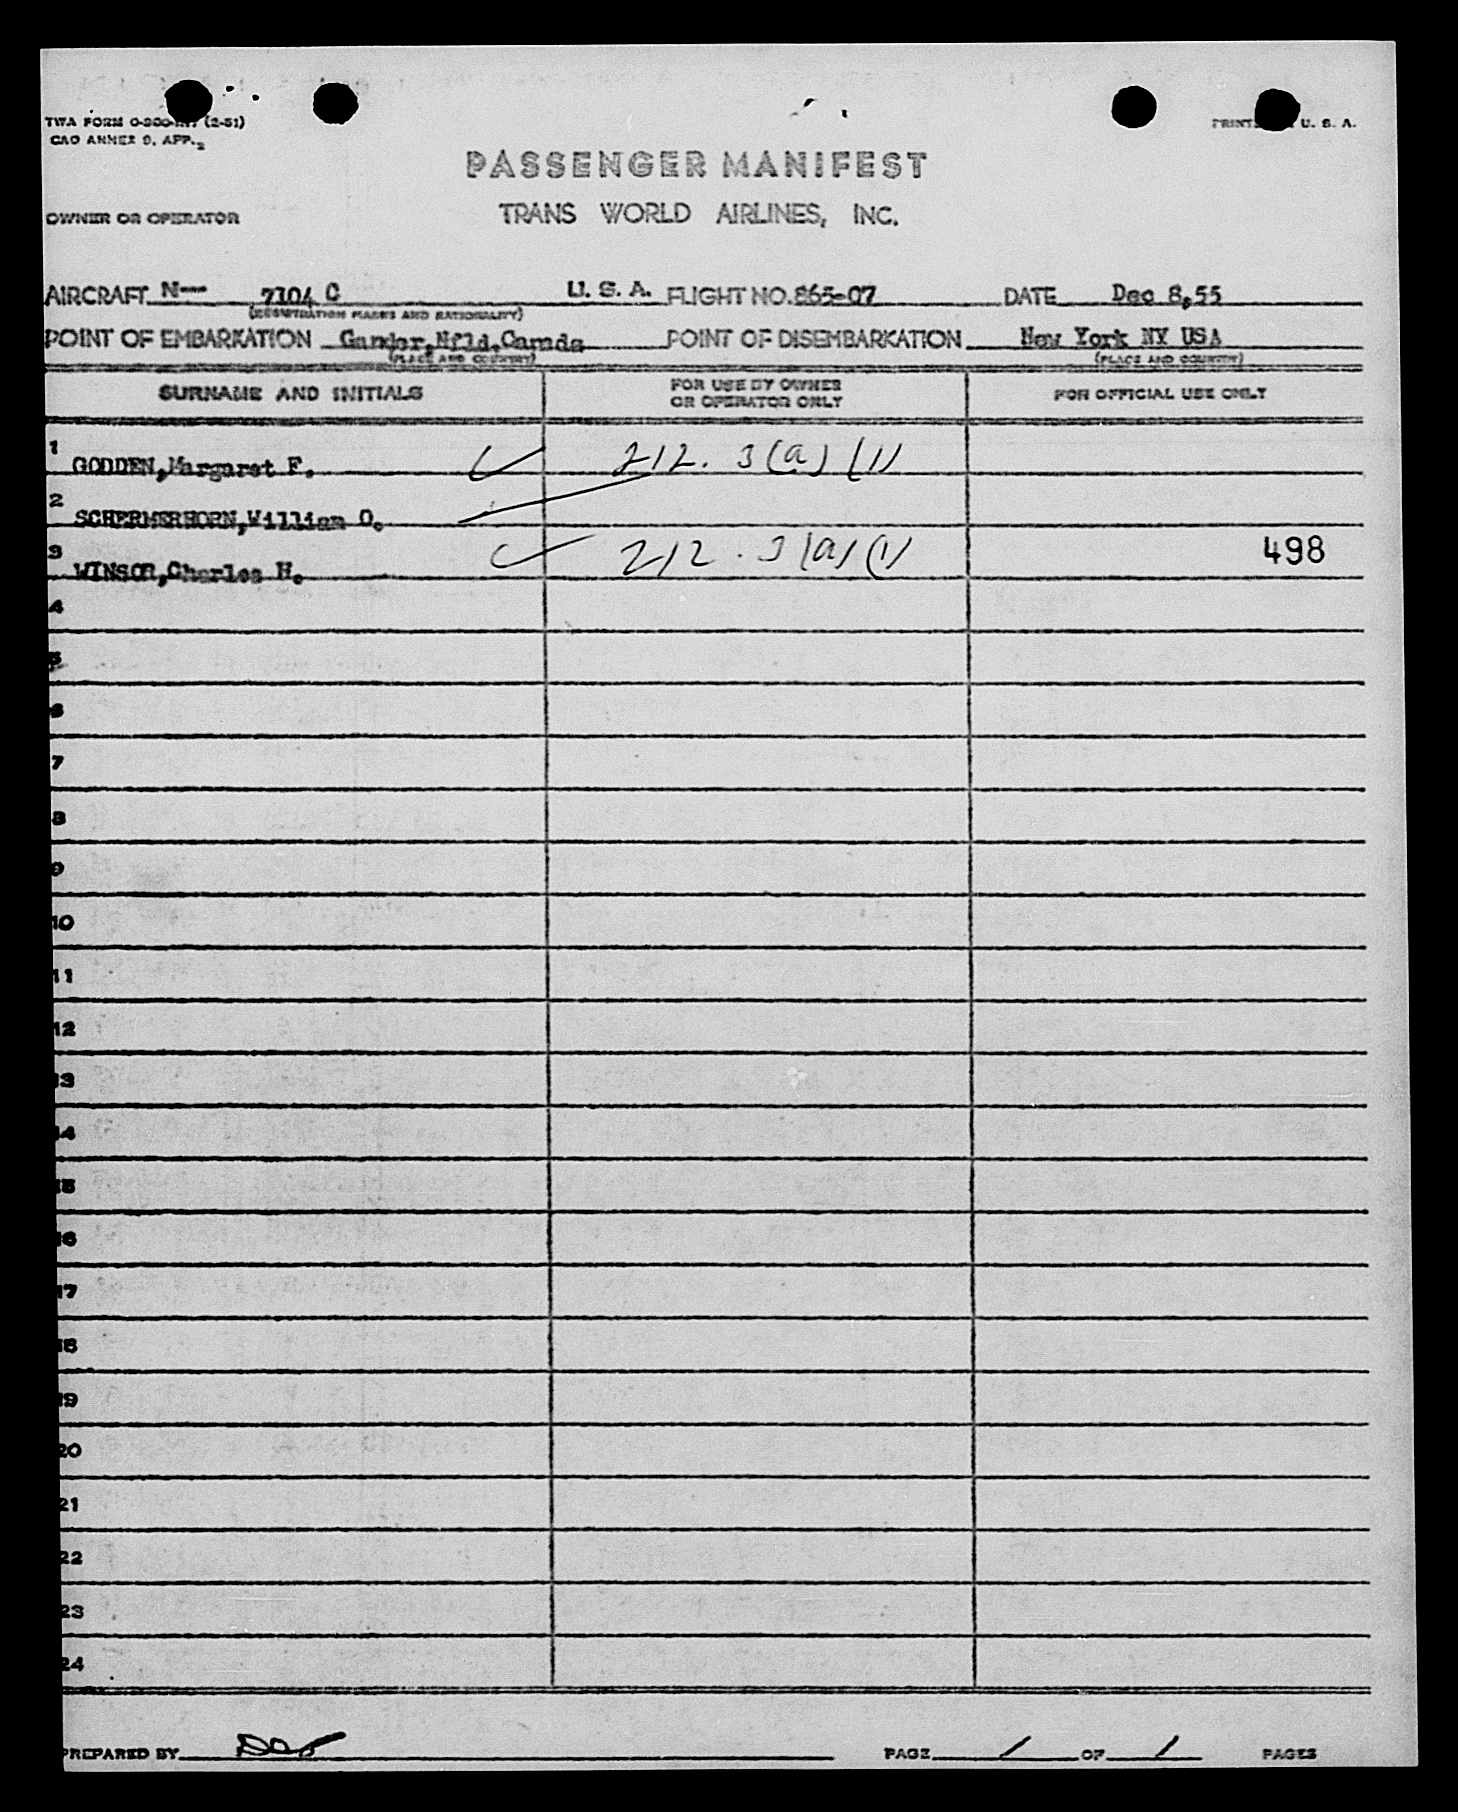 TWA FORM (2-51)
PRINTED U. S. A.
CAO ANNEX 9, APP. 2
PASSENGER MANIFEST
OWNER OR OPERATOR
TRANS WORLD AIRLINES, INC.
AIRCRAFT N--- 7104 C U. S. A. FLIGHT NO. 865-07 DATE Dec 8,55
(REGISTRATION MARKS AND NATIONALITY)
POINT OF EMBARKATION Gander,Nfld,Canada POINT OF DISEMBARKATION New York NY USA
(PLACE AND COUNTRY) (PLACE AND COUNTRY)
SURNAME AND INITIALS FOR USE BY OWNER OR OPERATOR ONLY FOR OFFICIAL USE ONLY
1 GODDEN,Margaret F. 212. 3(a) (1)
2 SCHERMERHORN,William O.
3 WINSOR,Charles H. 212. 3(a)(1) 498
4
5
6
7
8
9
10
11
12
13
14
15
16
17
18
19
20
21
22
23
24
PREPARED BY PAGE 1 OF 1 PAGES